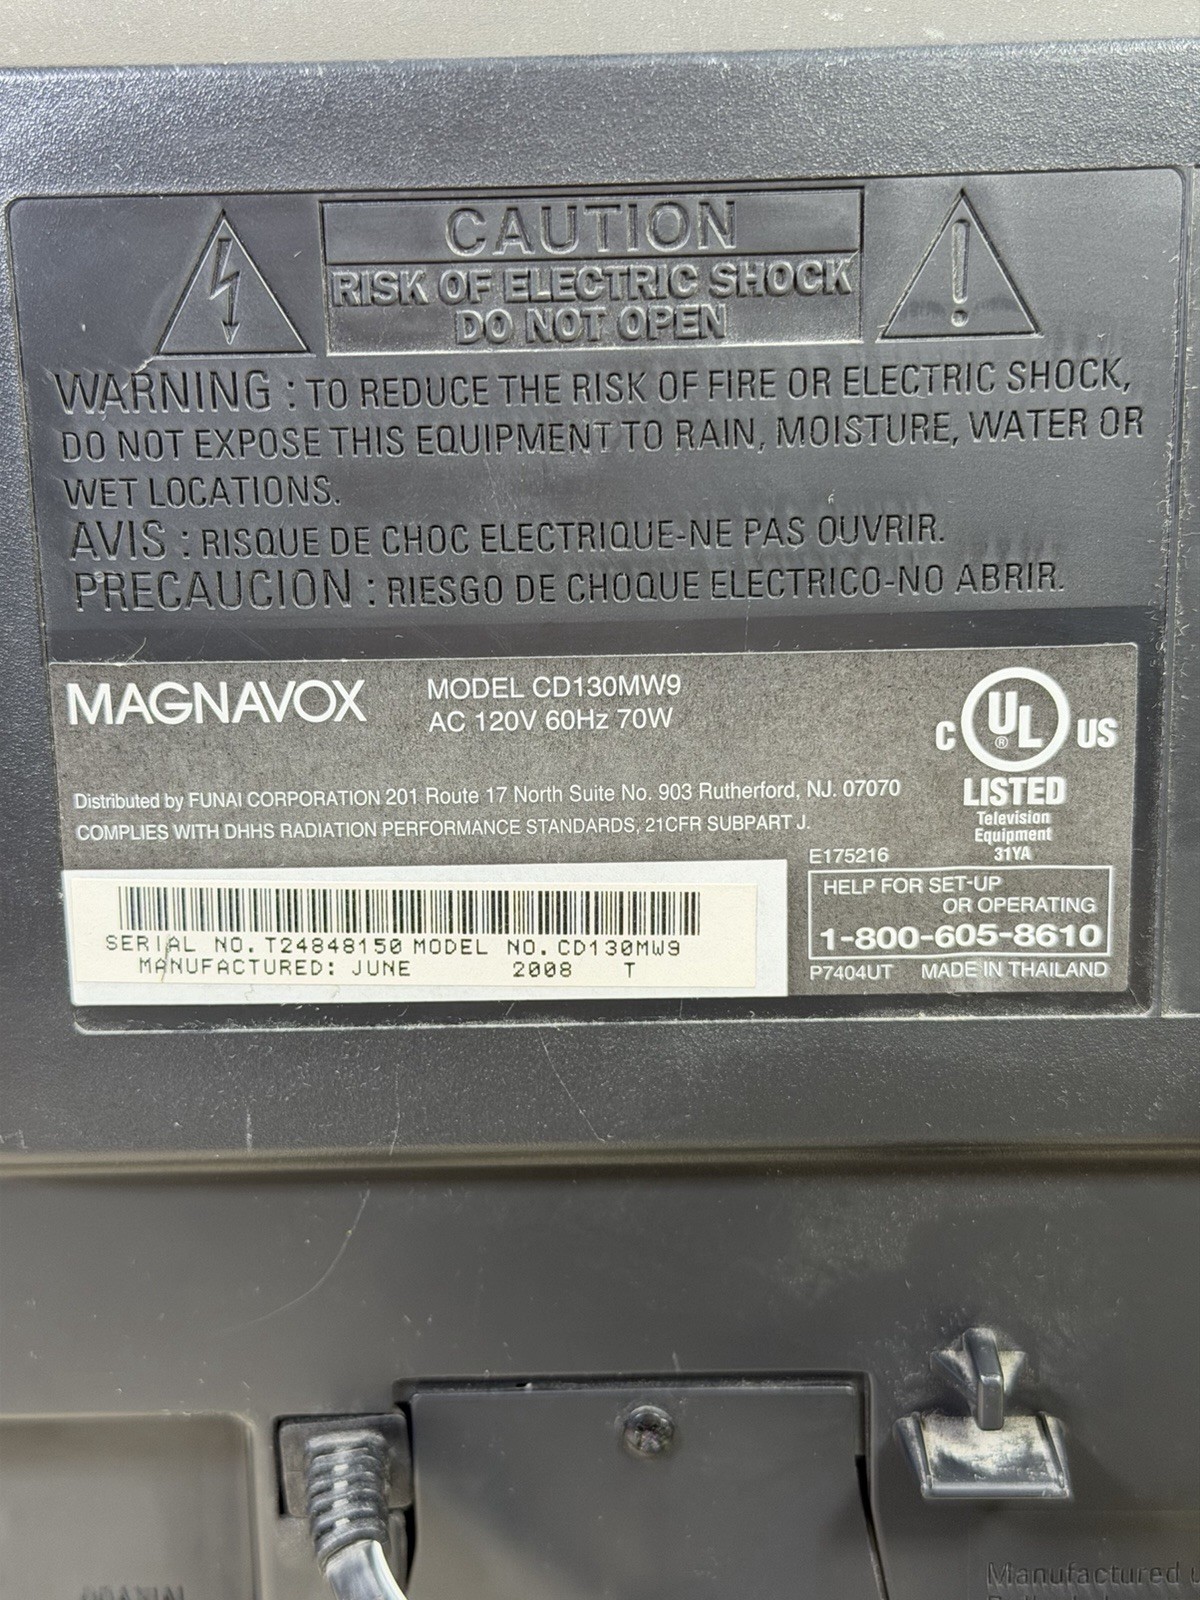 CAUTION
RISK OF ELECTRIC SHOCK
DO NOT OPEN
WARNING : TO REDUCE THE RISK OF FIRE OR ELECTRIC SHOCK,
DO NOT EXPOSE THIS EQUIPMENT TO RAIN, MOISTURE, WATER OR
WET LOCATIONS.
AVIS : RISQUE DE CHOC ELECTRIQUE-NE PAS OUVRIR.
PRECAUCION : RIESGO DE CHOQUE ELECTRICO-NO ABRIR.
MAGNAVOX
MODEL CD130MW9
AC 120V 60Hz 70W
C UL ® US
LISTED
Television
Equipment
31YA
Distributed by FUNAI CORPORATION 201 Route 17 North Suite No. 903 Rutherford, NJ. 07070
COMPLIES WITH DHHS RADIATION PERFORMANCE STANDARDS, 21CFR SUBPART J.
E175216
HELP FOR SET-UP
OR OPERATING
1-800-605-8610
P7404UT MADE IN THAILAND
SERIAL NO. T24848150 MODEL NO. CD130MW9
MANUFACTURED: JUNE 2008 T
Manufactured